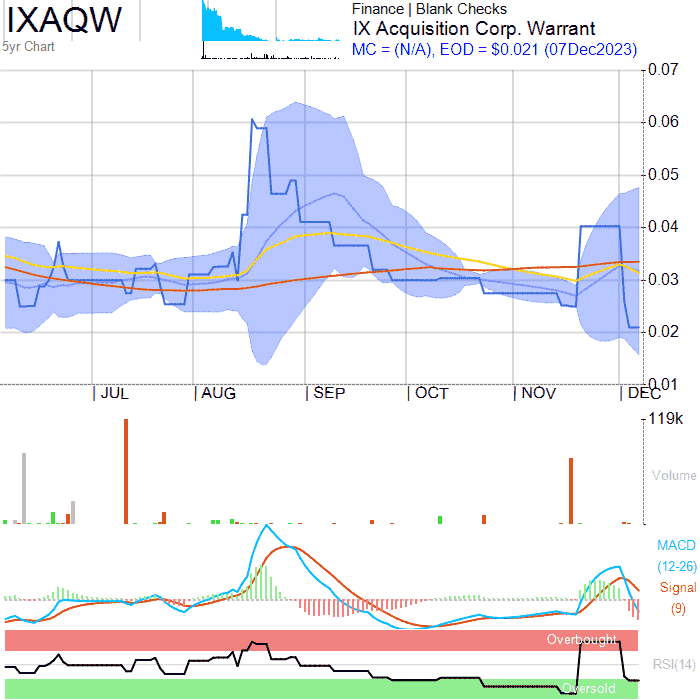 IXAQW
5yr Chart
Finance | Blank Checks
IX Acquisition Corp. Warrant
MC = (N/A), EOD = $0.021 (07Dec2023)
0.07
0.06
0.05
0.04
0.03
0.02
0.01
JUL
AUG
SEP
OCT
NOV
DEC
119k
Volume
MACD
(12-26)
Signal
(9)
Overbought
RSI(14)
Oversold